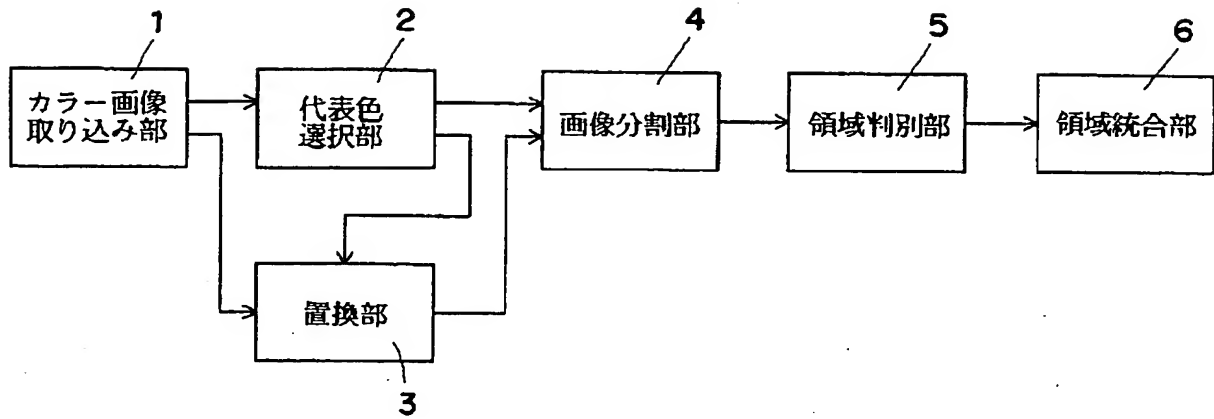 1
カラー画像
取り込み部
2
代表色
選択部
3
置換部
4
画像分割部
5
領域判別部
6
領域統合部